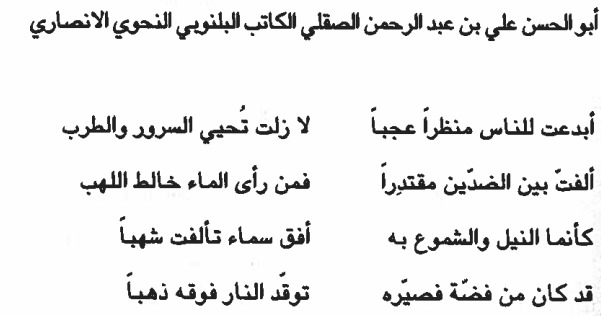 أبو الحسن علي بن عبد الرحمن الصقلي الكاتب البلنوبي النحوي الانصاري
أبدعت للناس منظراً عجباً لا زلت تُحيي السرور والطرب
ألفتّ بين الضدّين مقتدِراً فمن رأى الماء خالط اللهب
كأنما النيل والشموع به أفق سماء تألفت شهباً
قد كان من فضّة فصيّره توقّد النار فوقه ذهباً